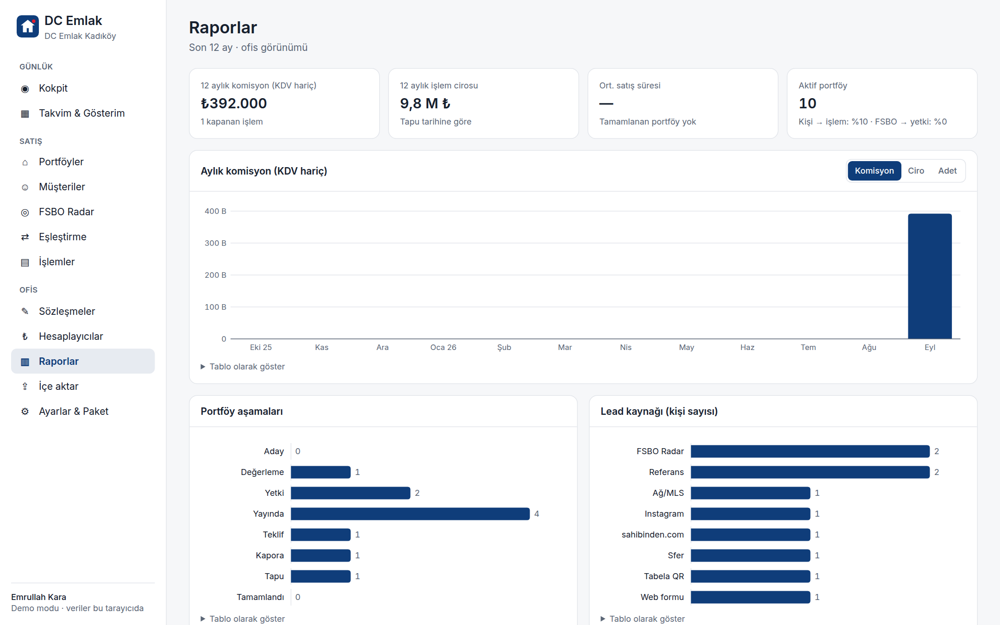 DC Emlak
DC Emlak Kadıköy
GÜNLÜK
Kokpit
Takvim & Gösterim
SATIŞ
Portföyler
Müşteriler
FSBO Radar
Eşleştirme
İşlemler
OFİS
Sözleşmeler
₺ Hesaplayıcılar
Raporlar
İçe aktar
Ayarlar & Paket
Emrullah Kara
Demo modu · veriler bu tarayıcıda
Raporlar
Son 12 ay · ofis görünümü
12 aylık komisyon (KDV hariç)
₺392.000
1 kapanan işlem
12 aylık işlem cirosu
9,8 M ₺
Tapu tarihine göre
Ort. satış süresi
—
Tamamlanan portföy yok
Aktif portföy
10
Kişi → işlem: %10 · FSBO → yetki: %0
Aylık komisyon (KDV hariç)
Komisyon Ciro Adet
400 B
300 B
200 B
100 B
0
Eki 25 Kas Ara Oca 26 Şub Mar Nis May Haz Tem Ağu Eyl
▶ Tablo olarak göster
Portföy aşamaları
Aday 0
Değerleme 1
Yetki 2
Yayında 4
Teklif 1
Kapora 1
Tapu 1
Tamamlandı 0
▶ Tablo olarak göster
Lead kaynağı (kişi sayısı)
FSBO Radar 2
Referans 2
Ağ/MLS 1
Instagram 1
sahibinden.com 1
Sfer 1
Tabela QR 1
Web formu 1
▶ Tablo olarak göster